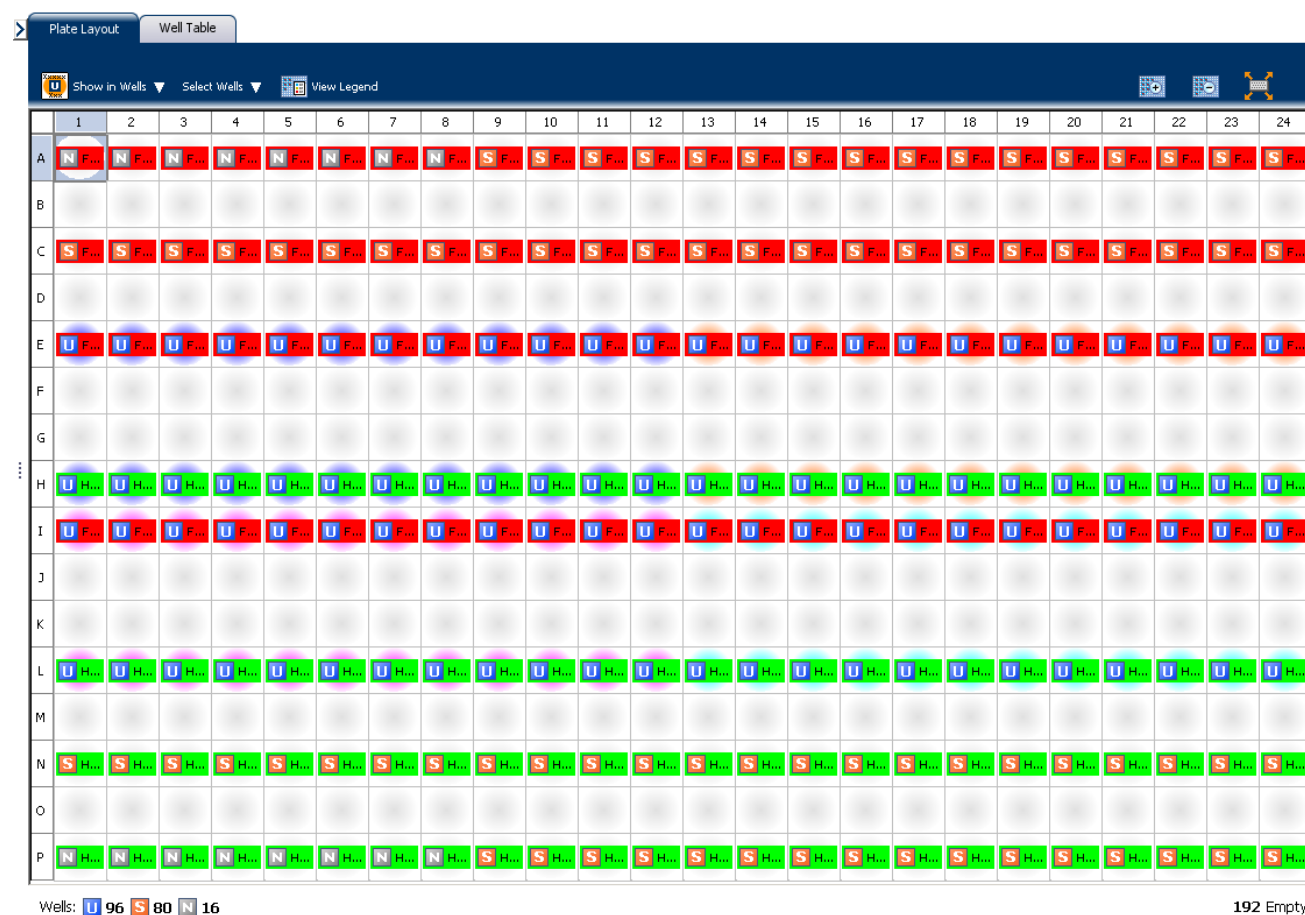 Plate Layout Well Table
Show in Wells ▼ Select Wells ▼ View Legend
1 2 3 4 5 6 7 8 9 10 11 12 13 14 15 16 17 18 19 20 21 22 23 24
A N F... N F... N F... N F... N F... N F... N F... N F... S F... S F... S F... S F... S F... S F... S F... S F... S F... S F... S F... S F... S F... S F... S F... S F...
B
C S F... S F... S F... S F... S F... S F... S F... S F... S F... S F... S F... S F... S F... S F... S F... S F... S F... S F... S F... S F... S F... S F... S F... S F...
D
E U F... U F... U F... U F... U F... U F... U F... U F... U F... U F... U F... U F... U F... U F... U F... U F... U F... U F... U F... U F... U F... U F... U F... U F...
F
G
H U H... U H... U H... U H... U H... U H... U H... U H... U H... U H... U H... U H... U H... U H... U H... U H... U H... U H... U H... U H... U H... U H... U H... U H...
I U F... U F... U F... U F... U F... U F... U F... U F... U F... U F... U F... U F... U F... U F... U F... U F... U F... U F... U F... U F... U F... U F... U F... U F...
J
K
L U H... U H... U H... U H... U H... U H... U H... U H... U H... U H... U H... U H... U H... U H... U H... U H... U H... U H... U H... U H... U H... U H... U H... U H...
M
N S H... S H... S H... S H... S H... S H... S H... S H... S H... S H... S H... S H... S H... S H... S H... S H... S H... S H... S H... S H... S H... S H... S H... S H...
O
P N H... N H... N H... N H... N H... N H... N H... N H... S H... S H... S H... S H... S H... S H... S H... S H... S H... S H... S H... S H... S H... S H... S H... S H...
Wells: U 96 S 80 N 16 192 Empty